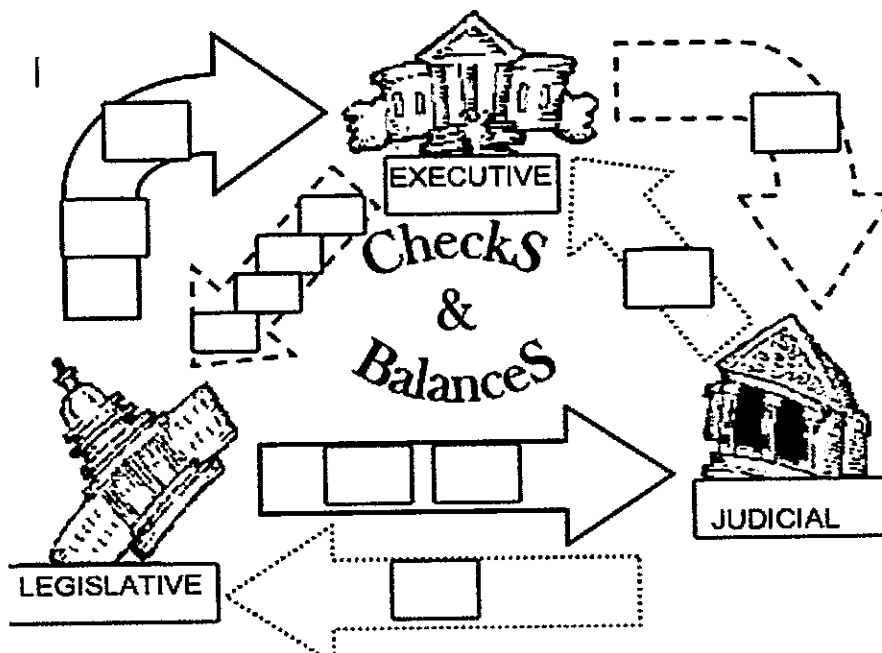 EXECUTIVE
Checks
&
BalanceS
LEGISLATIVE
JUDICIAL